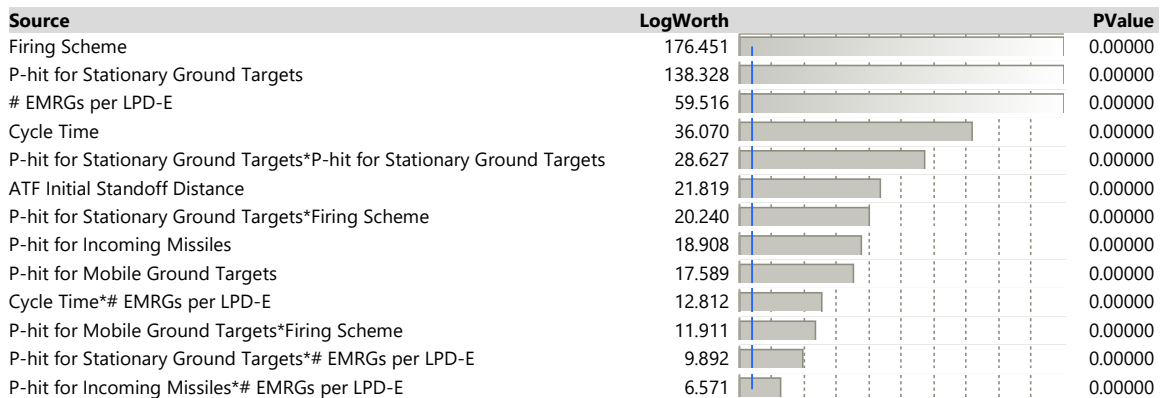 Source LogWorth PValue
Firing Scheme 176.451 0.00000
P-hit for Stationary Ground Targets 138.328 0.00000
# EMRGs per LPD-E 59.516 0.00000
Cycle Time 36.070 0.00000
P-hit for Stationary Ground Targets*P-hit for Stationary Ground Targets 28.627 0.00000
ATF Initial Standoff Distance 21.819 0.00000
P-hit for Stationary Ground Targets*Firing Scheme 20.240 0.00000
P-hit for Incoming Missiles 18.908 0.00000
P-hit for Mobile Ground Targets 17.589 0.00000
Cycle Time*# EMRGs per LPD-E 12.812 0.00000
P-hit for Mobile Ground Targets*Firing Scheme 11.911 0.00000
P-hit for Stationary Ground Targets*# EMRGs per LPD-E 9.892 0.00000
P-hit for Incoming Missiles*# EMRGs per LPD-E 6.571 0.00000